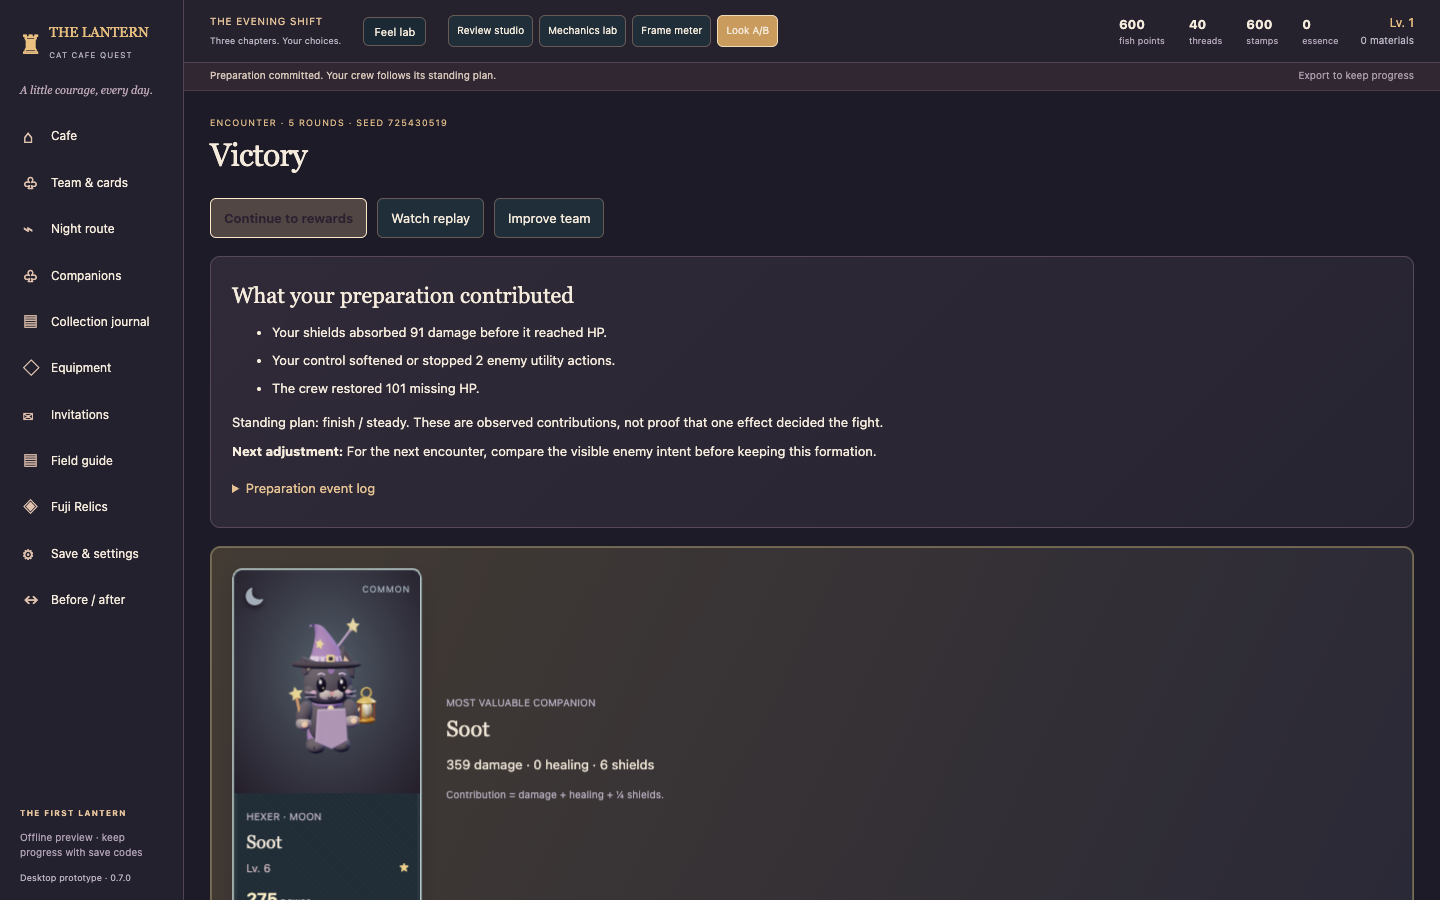 THE LANTERN
CAT CAFE QUEST
A little courage, every day.
Cafe
Team & cards
Night route
Companions
Collection journal
Equipment
Invitations
Field guide
Fuji Relics
Save & settings
Before / after
THE FIRST LANTERN
Offline preview · keep
progress with save codes
Desktop prototype · 0.7.0
THE EVENING SHIFT
Three chapters. Your choices.
Feel lab
Review studio
Mechanics lab
Frame meter
Look A/B
600
fish points
40
threads
600
stamps
0
essence
Lv. 1
0 materials
Preparation committed. Your crew follows its standing plan.
Export to keep progress
ENCOUNTER · 5 ROUNDS · SEED 725430519
Victory
Continue to rewards
Watch replay
Improve team
What your preparation contributed
• Your shields absorbed 91 damage before it reached HP.
• Your control softened or stopped 2 enemy utility actions.
• The crew restored 101 missing HP.
Standing plan: finish / steady. These are observed contributions, not proof that one effect decided the fight.
Next adjustment: For the next encounter, compare the visible enemy intent before keeping this formation.
Preparation event log
COMMON
HEXER · MOON
Soot
Lv. 6
275
MOST VALUABLE COMPANION
Soot
359 damage · 0 healing · 6 shields
Contribution = damage + healing + ¼ shields.